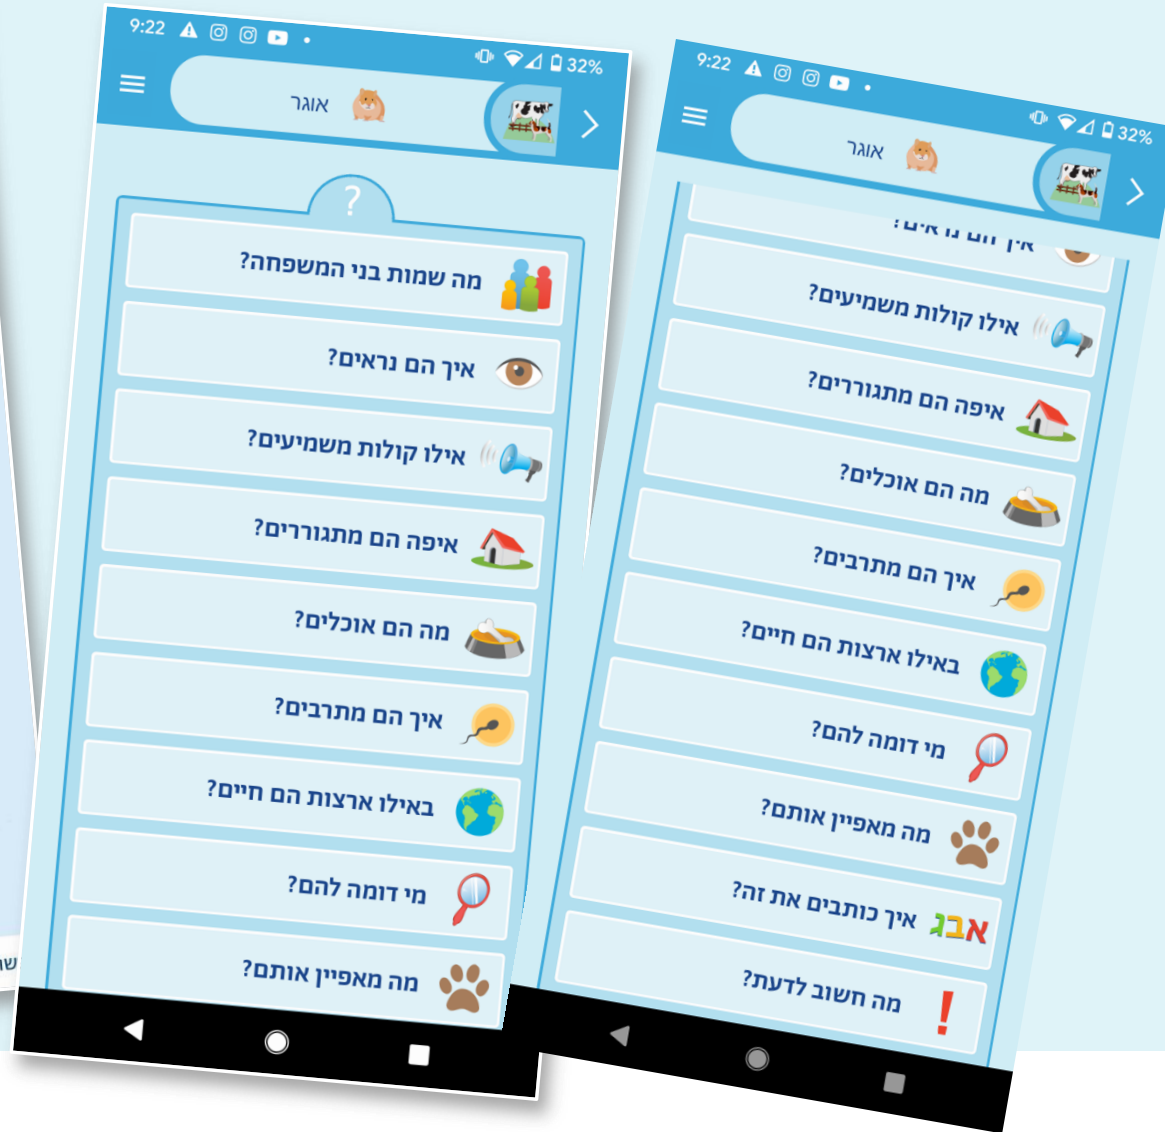 9:22
32%
אוגר
?
מה שמות בני המשפחה?
איך הם נראים?
אילו קולות משמיעים?
איפה הם מתגוררים?
מה הם אוכלים?
איך הם מתרבים?
באילו ארצות הם חיים?
מי דומה להם?
מה מאפיין אותם?
9:22
32%
אוגר
איך הם נראים?
אילו קולות משמיעים?
איפה הם מתגוררים?
מה הם אוכלים?
איך הם מתרבים?
באילו ארצות הם חיים?
מי דומה להם?
מה מאפיין אותם?
אבג איך כותבים את זה?
מה חשוב לדעת?